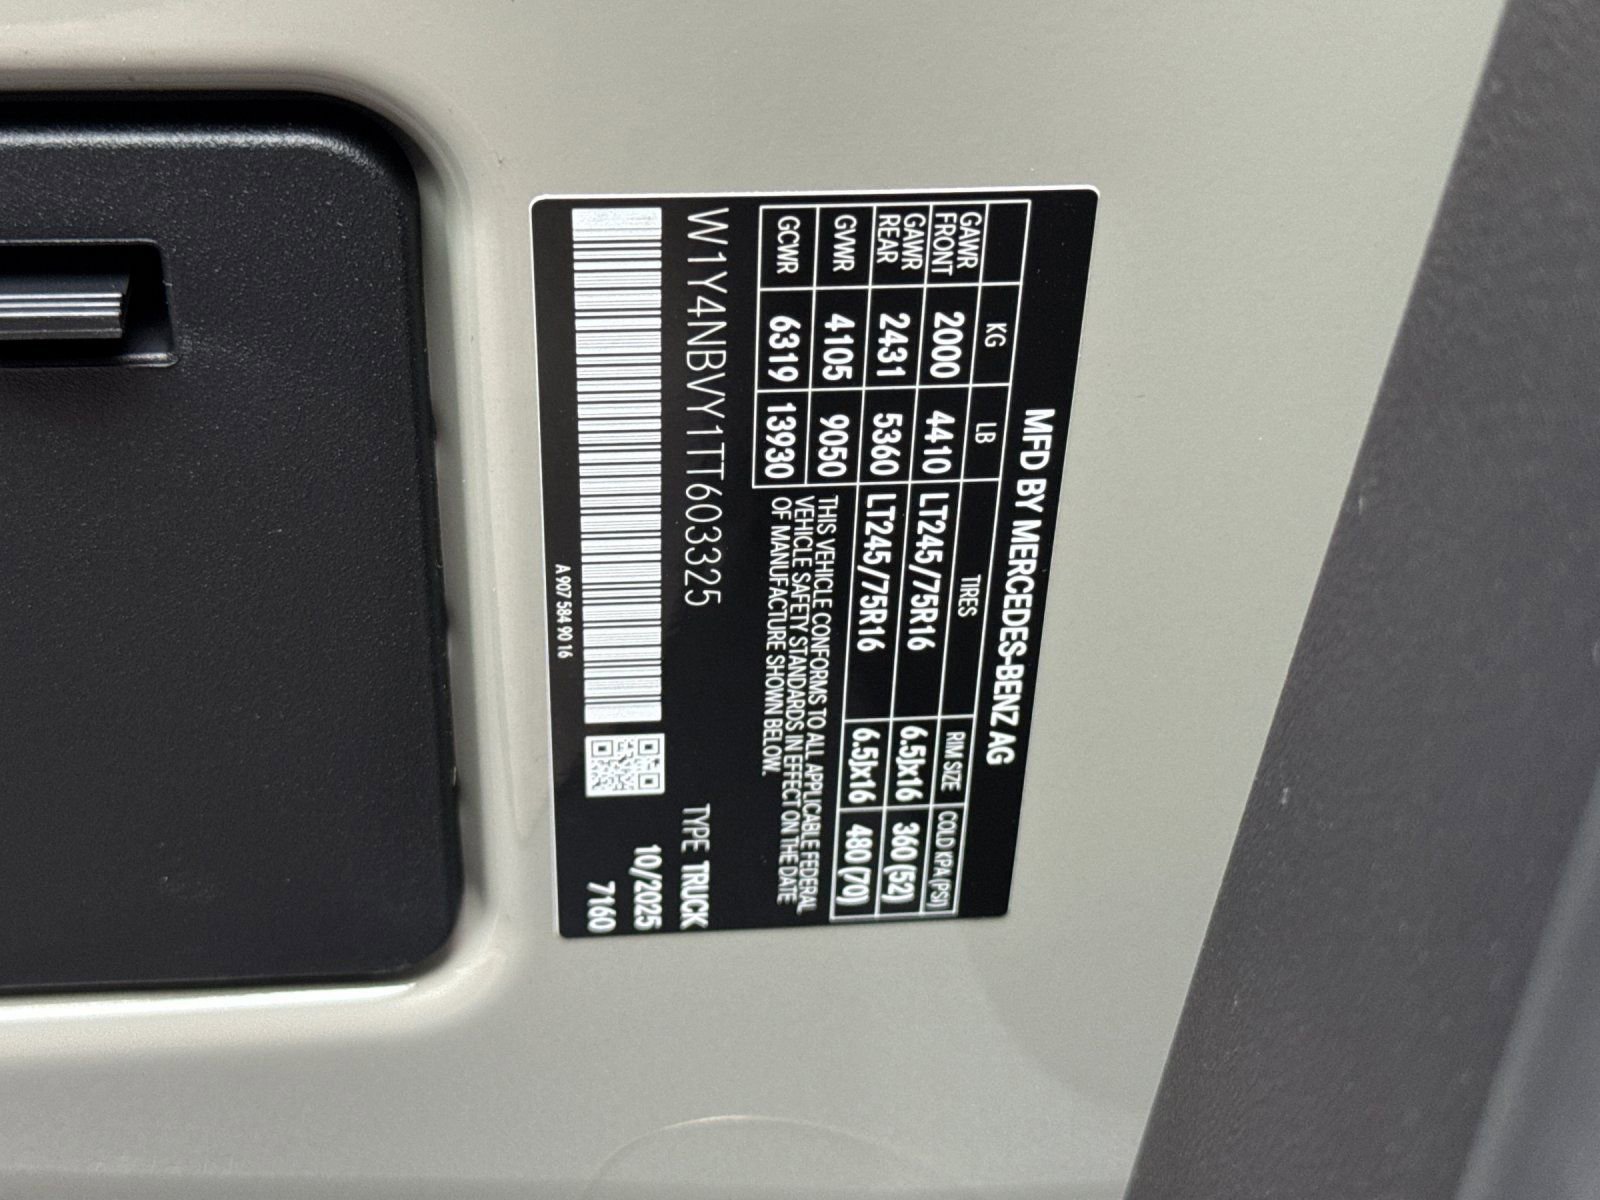 MFD BY MERCEDES-BENZ AG
KG LB TIRES RIM SIZE COLD KPA (PSI)
GAWR FRONT 2000 4410 LT245/75R16 6.5Jx16 360 (52)
GAWR REAR 2431 5360 LT245/75R16 6.5Jx16 480 (70)
GVWR 4105 9050
GCWR 6319 13930
THIS VEHICLE CONFORMS TO ALL APPLICABLE FEDERAL
VEHICLE SAFETY STANDARDS IN EFFECT ON THE DATE
OF MANUFACTURE SHOWN BELOW.
W1Y4NBVY1TT603325
TYPE TRUCK
10/2025
7160
A 907 584 90 16